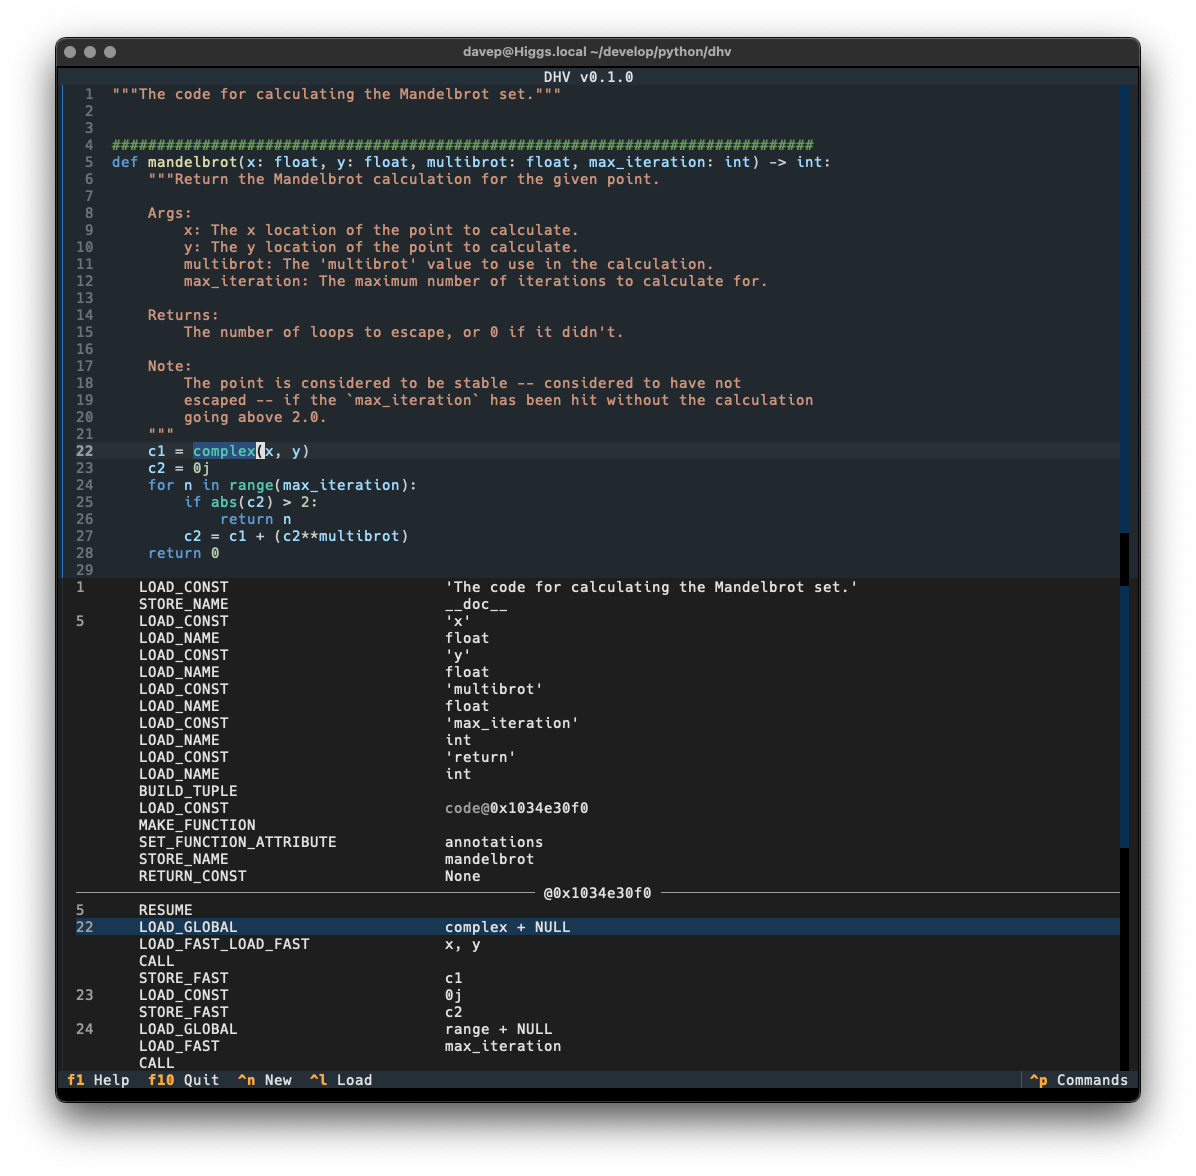 davep@Higgs.local ~/develop/python/dhv
DHV v0.1.0
1 """The code for calculating the Mandelbrot set."""
2
3
4 ##############################################################################
5 def mandelbrot(x: float, y: float, multibrot: float, max_iteration: int) -> int:
6     """Return the Mandelbrot calculation for the given point.
7
8     Args:
9         x: The x location of the point to calculate.
10         y: The y location of the point to calculate.
11         multibrot: The 'multibrot' value to use in the calculation.
12         max_iteration: The maximum number of iterations to calculate for.
13
14     Returns:
15         The number of loops to escape, or 0 if it didn't.
16
17     Note:
18         The point is considered to be stable -- considered to have not
19         escaped -- if the `max_iteration` has been hit without the calculation
20         going above 2.0.
21     """
22     c1 = complex(x, y)
23     c2 = 0j
24     for n in range(max_iteration):
25         if abs(c2) > 2:
26             return n
27         c2 = c1 + (c2**multibrot)
28     return 0
29
1 LOAD_CONST 'The code for calculating the Mandelbrot set.'
STORE_NAME __doc__
5 LOAD_CONST 'x'
LOAD_NAME float
LOAD_CONST 'y'
LOAD_NAME float
LOAD_CONST 'multibrot'
LOAD_NAME float
LOAD_CONST 'max_iteration'
LOAD_NAME int
LOAD_CONST 'return'
LOAD_NAME int
BUILD_TUPLE
LOAD_CONST code@0x1034e30f0
MAKE_FUNCTION
SET_FUNCTION_ATTRIBUTE annotations
STORE_NAME mandelbrot
RETURN_CONST None
@0x1034e30f0
5 RESUME
22 LOAD_GLOBAL complex + NULL
LOAD_FAST_LOAD_FAST x, y
CALL
STORE_FAST c1
23 LOAD_CONST 0j
STORE_FAST c2
24 LOAD_GLOBAL range + NULL
LOAD_FAST max_iteration
CALL
f1 Help f10 Quit ^n New ^l Load ^p Commands